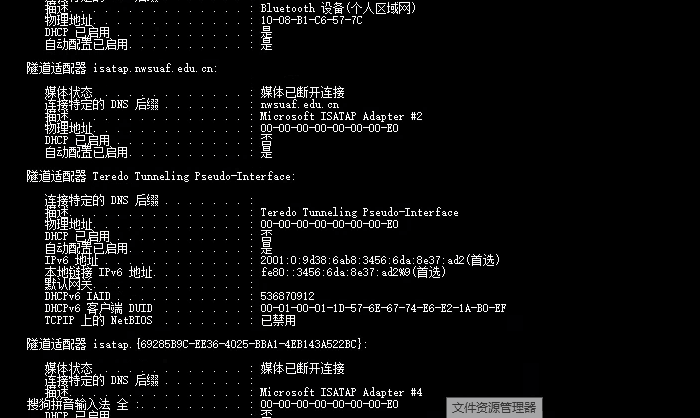 描述. . . . . . . . . . . . . . . : Bluetooth 设备(个人区域网)
物理地址. . . . . . . . . . . . . : 10-08-B1-C6-57-7C
DHCP 已启用 . . . . . . . . . . . : 是
自动配置已启用. . . . . . . . . . : 是
隧道适配器 isatap.nwsuaf.edu.cn:
媒体状态 . . . . . . . . . . . . : 媒体已断开连接
连接特定的 DNS 后缀 . . . . . . . : nwsuaf.edu.cn
描述. . . . . . . . . . . . . . . : Microsoft ISATAP Adapter #2
物理地址. . . . . . . . . . . . . : 00-00-00-00-00-00-00-E0
DHCP 已启用 . . . . . . . . . . . : 否
自动配置已启用. . . . . . . . . . : 是
隧道适配器 Teredo Tunneling Pseudo-Interface:
连接特定的 DNS 后缀 . . . . . . . :
描述. . . . . . . . . . . . . . . : Teredo Tunneling Pseudo-Interface
物理地址. . . . . . . . . . . . . : 00-00-00-00-00-00-00-E0
DHCP 已启用 . . . . . . . . . . . : 否
自动配置已启用. . . . . . . . . . : 是
IPv6 地址 . . . . . . . . . . . . : 2001:0:9d38:6ab8:3456:6da:8e37:ad2(首选)
本地链接 IPv6 地址. . . . . . . . : fe80::3456:6da:8e37:ad2%9(首选)
默认网关. . . . . . . . . . . . . :
DHCPv6 IAID . . . . . . . . . . . : 536870912
DHCPv6 客户端 DUID . . . . . . . : 00-01-00-01-1D-57-6E-67-74-E6-E2-1A-B0-EF
TCPIP 上的 NetBIOS . . . . . . . : 已禁用
隧道适配器 isatap.{69285B9C-EE36-4025-BBA1-4EB143A522BC}:
媒体状态 . . . . . . . . . . . . : 媒体已断开连接
连接特定的 DNS 后缀 . . . . . . . :
描述. . . . . . . . . . . . . . . : Microsoft ISATAP Adapter #4
搜狗拼音输入法 全 : . . . . . . . : 00-00-00-00-00-00-00-E0
DHCP 已启用 . . . . . . . . . . . : 否
文件资源管理器